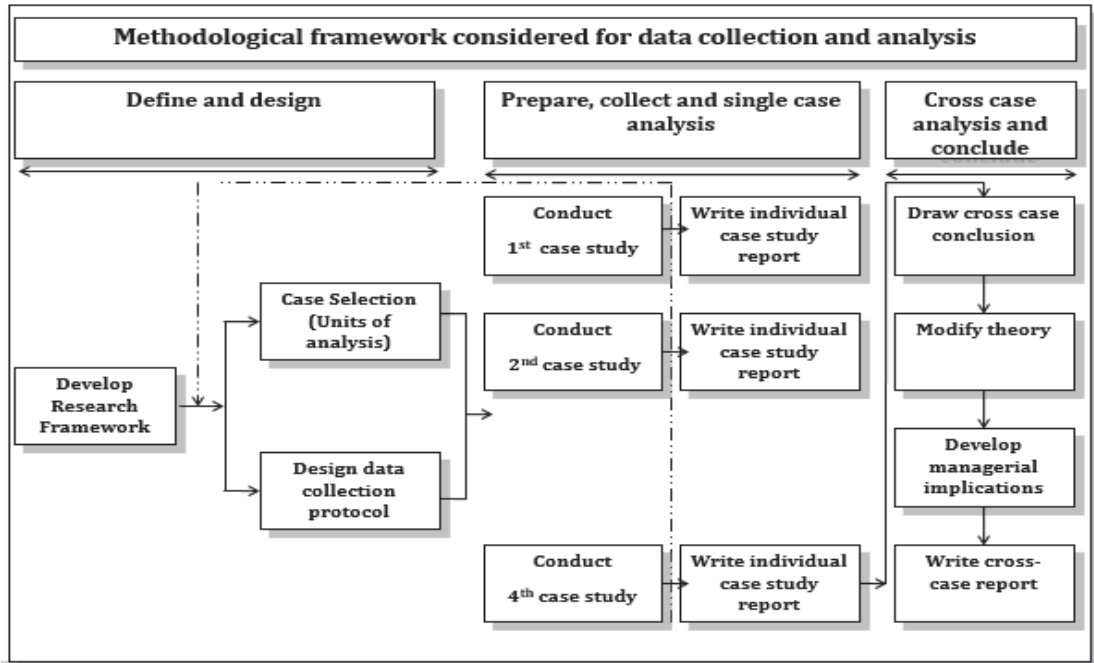 Methodological framework considered for data collection and analysis
Define and design
Prepare, collect and single case
analysis
Cross case
analysis and
conclude
Develop
Research
Framework
Case Selection
(Units of
analysis)
Design data
collection
protocol
Conduct
1st case study
Write individual
case study
report
Conduct
2nd case study
Write individual
case study
report
Conduct
4th case study
Write individual
case study
report
Draw cross case
conclusion
Modify theory
Develop
managerial
implications
Write cross-
case report